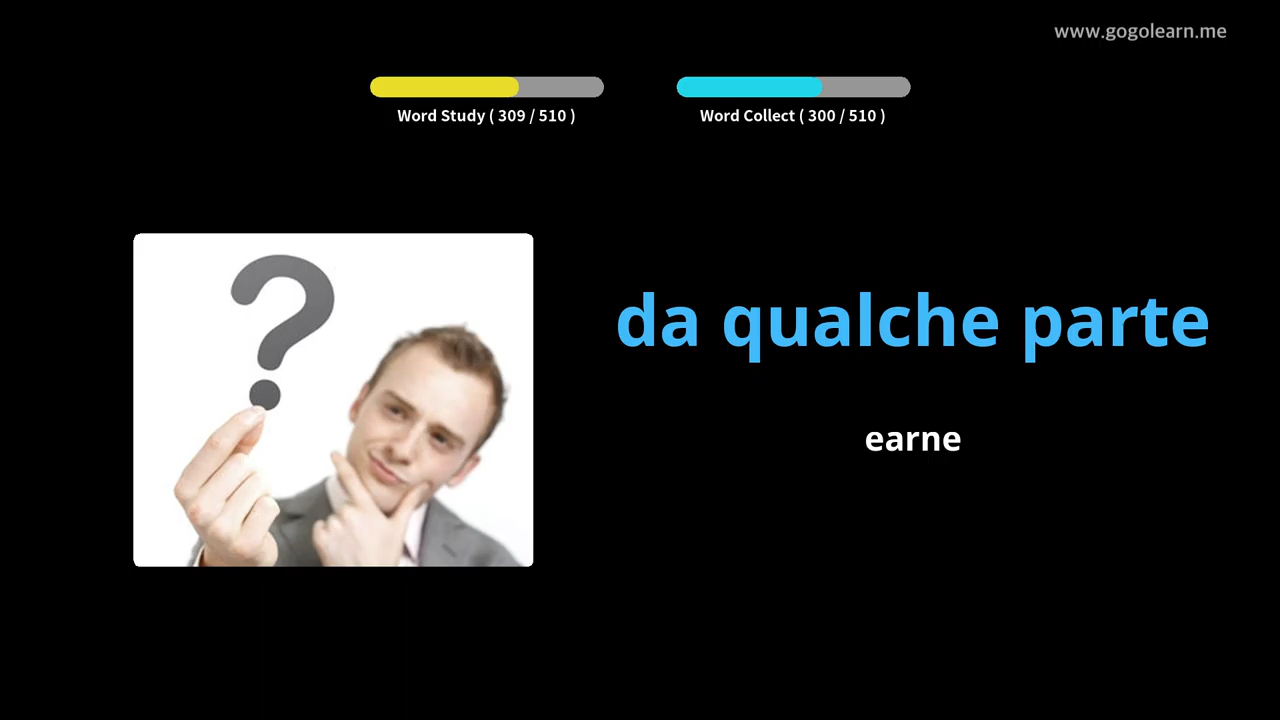 www.gogolearn.me
Word Study ( 309 / 510 )
Word Collect ( 300 / 510 )
da qualche parte
earne